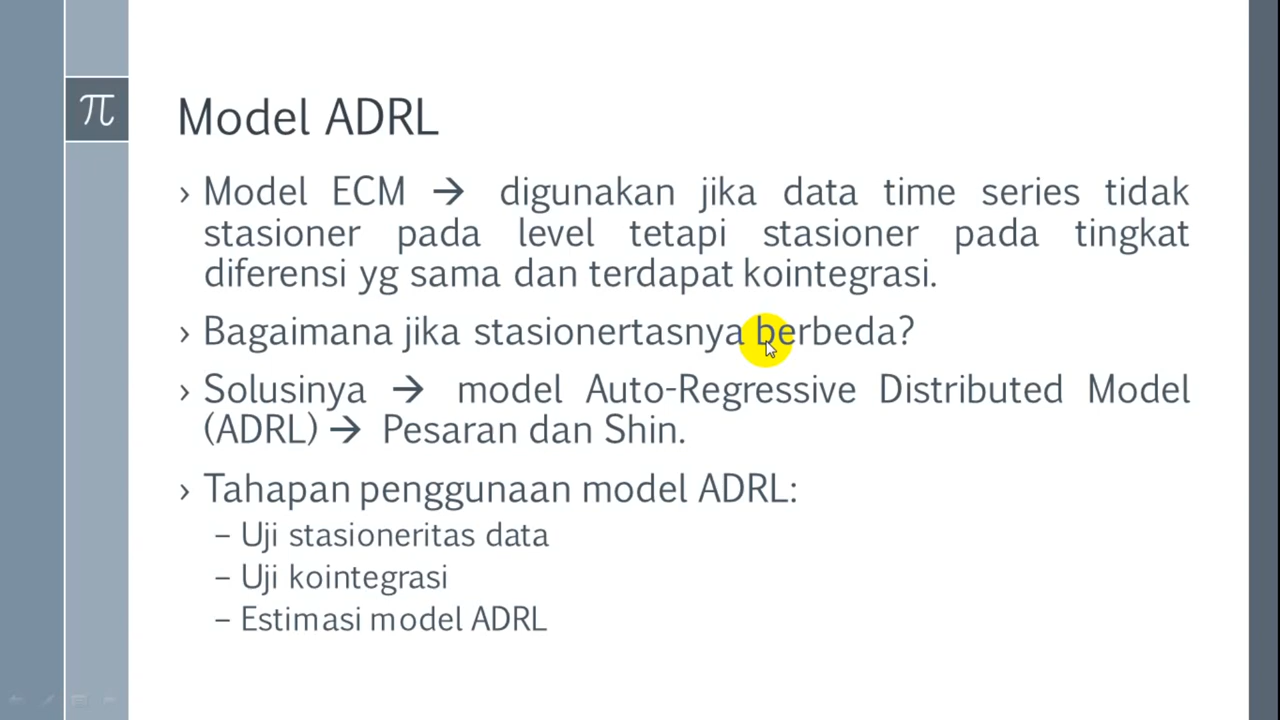 π
Model ADRL
› Model ECM → digunakan jika data time series tidak
stasioner pada level tetapi stasioner pada tingkat
diferensi yg sama dan terdapat kointegrasi.
› Bagaimana jika stasionertasnya berbeda?
› Solusinya → model Auto-Regressive Distributed Model
(ADRL) → Pesaran dan Shin.
› Tahapan penggunaan model ADRL:
– Uji stasioneritas data
– Uji kointegrasi
– Estimasi model ADRL